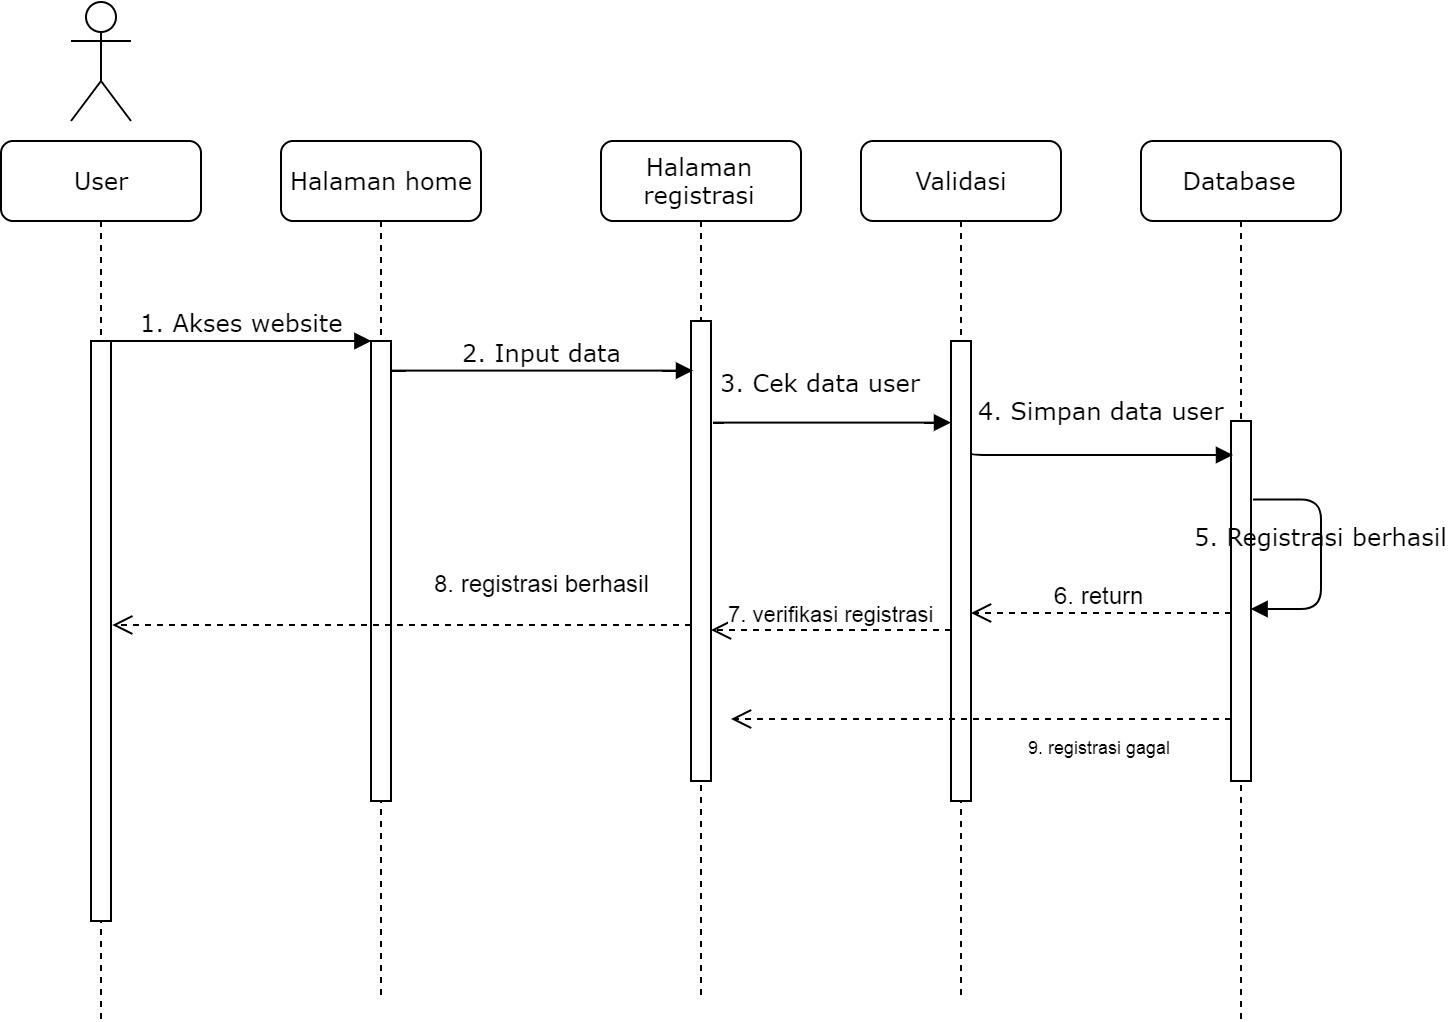 User
Halaman home
Halaman
registrasi
Validasi
Database
1. Akses website
2. Input data
3. Cek data user
4. Simpan data user
5. Registrasi berhasil
6. return
7. verifikasi registrasi
8. registrasi berhasil
9. registrasi gagal